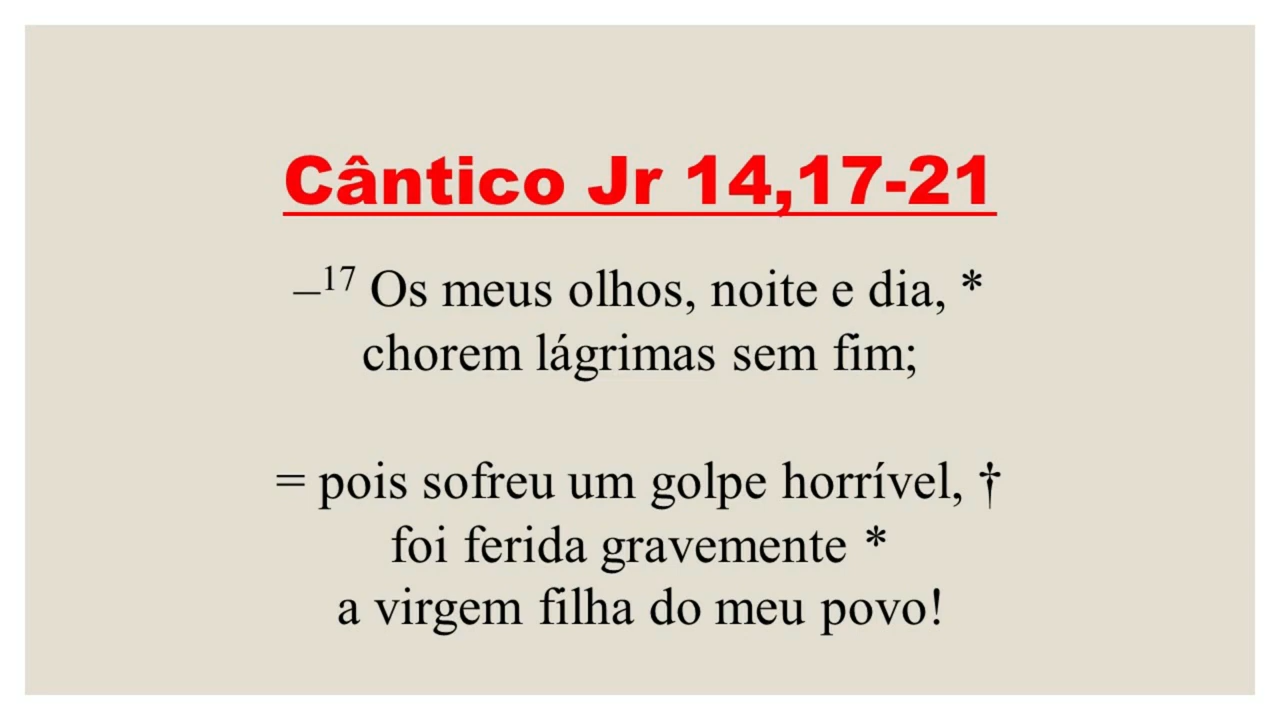 Cântico Jr 14,17-21
–17 Os meus olhos, noite e dia, *
chorem lágrimas sem fim;
= pois sofreu um golpe horrível, †
foi ferida gravemente *
a virgem filha do meu povo!